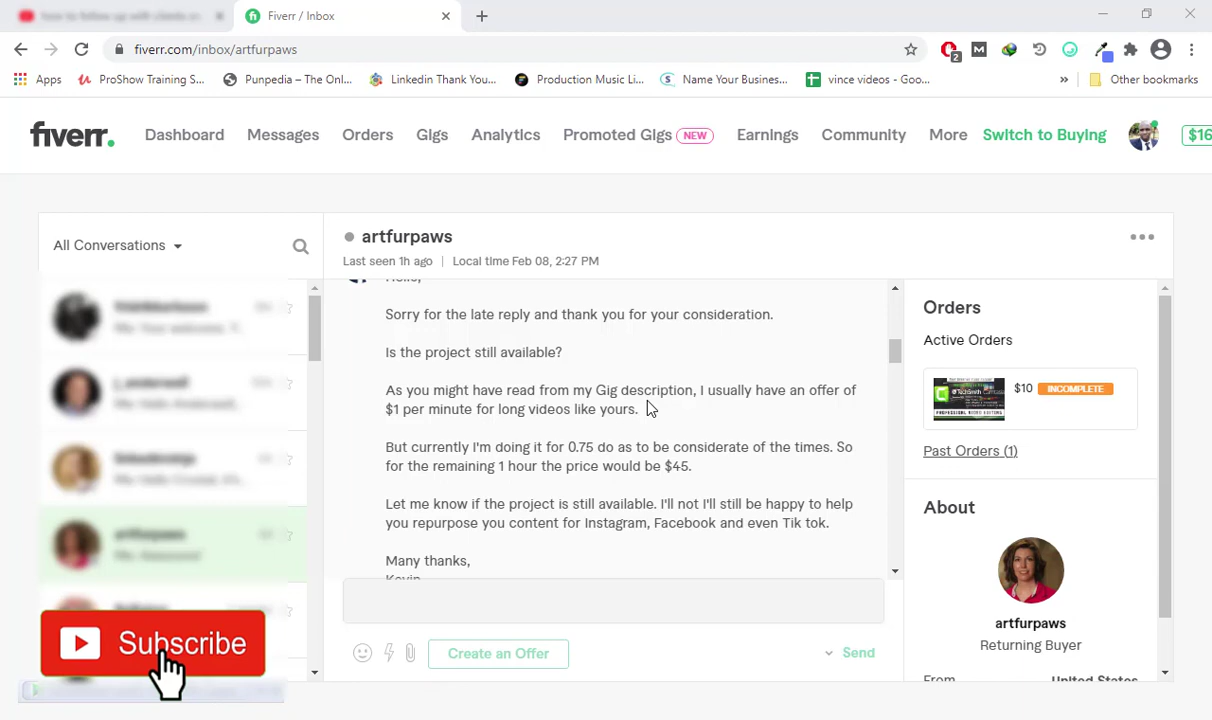 Fiverr / Inbox
fiverr.com/inbox/artfurpaws
2
Apps
ProShow Training S...
Punpedia – The Onl...
Linkedin Thank You...
Production Music Li...
Name Your Busines...
vince videos - Goo...
»
Other bookmarks
fiverr.
Dashboard
Messages
Orders
Gigs
Analytics
Promoted Gigs NEW
Earnings
Community
More
Switch to Buying
$16
All Conversations
artfurpaws
Last seen 1h ago | Local time Feb 08, 2:27 PM
Hello,
Sorry for the late reply and thank you for your consideration.
Is the project still available?
As you might have read from my Gig description, I usually have an offer of
$1 per minute for long videos like yours.
But currently I'm doing it for 0.75 do as to be considerate of the times. So
for the remaining 1 hour the price would be $45.
Let me know if the project is still available. I'll not I'll still be happy to help
you repurpose you content for Instagram, Facebook and even Tik tok.
Many thanks,
Kevin
Create an Offer
Send
Orders
Active Orders
$10 INCOMPLETE
Past Orders (1)
About
artfurpaws
Returning Buyer
From
United States
Subscribe